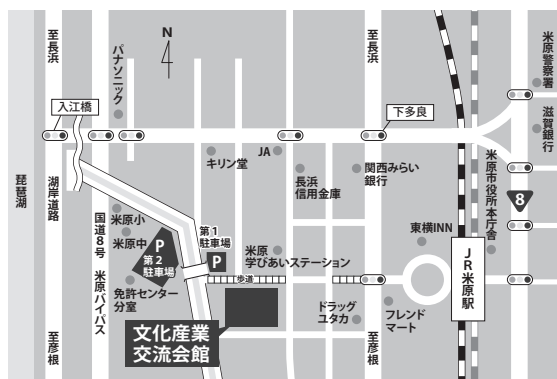 N
至長浜
パナソニック
入江橋
至長浜
下多良
米原警察署
滋賀銀行
キリン堂
JA
長浜
信用金庫
関西みらい
銀行
米原市役所本庁舎
8
琵琶湖
湖岸道路
国道8号 米原バイパス
米原小
米原中
P
第2
駐車場
第1
駐車場
P
米原
学びあいステーション
歩道
東横INN
JR米原駅
免許センター
分室
文化産業
交流会館
ドラッグ
ユタカ
フレンド
マート
至彦根
至彦根